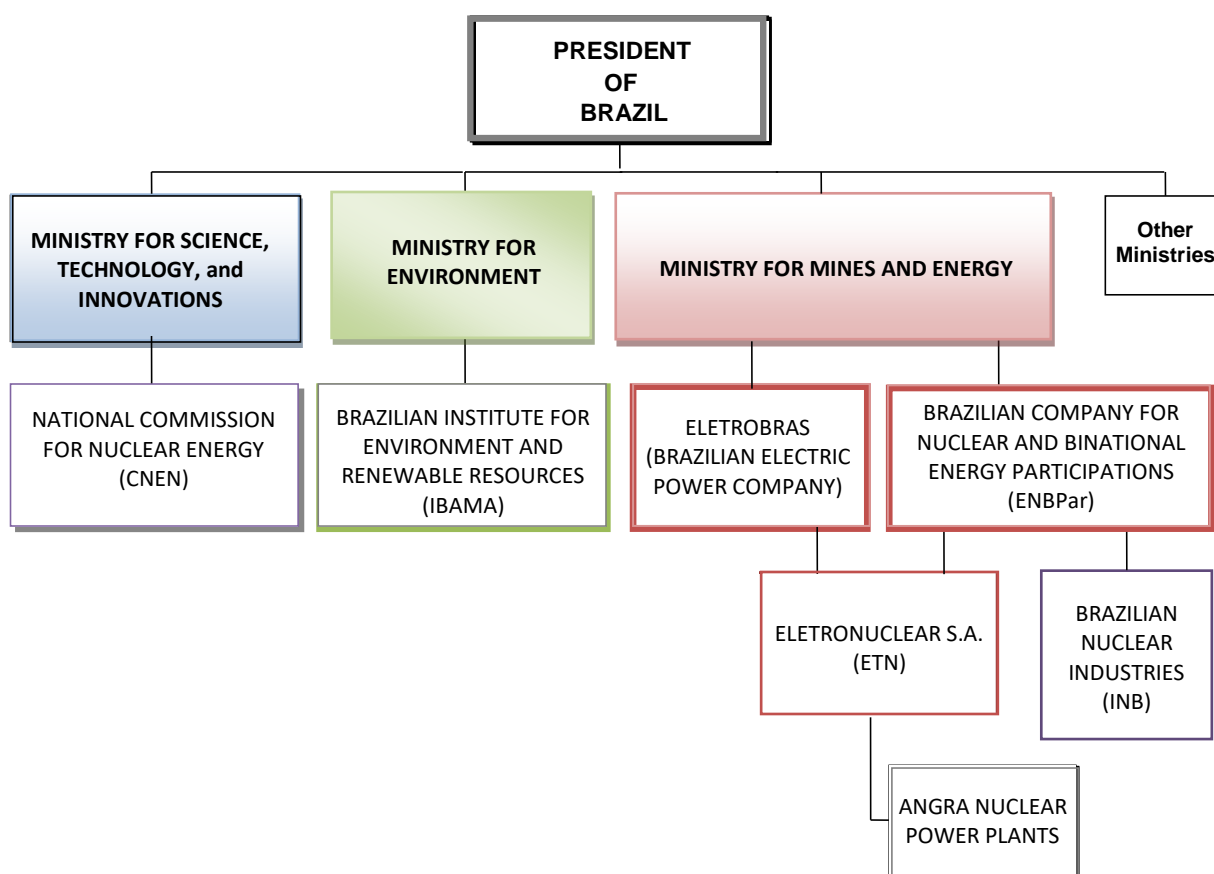 PRESIDENT
OF
BRAZIL
MINISTRY FOR SCIENCE,
TECHNOLOGY, and
INNOVATIONS
MINISTRY FOR
ENVIRONMENT
MINISTRY FOR MINES AND ENERGY
Other
Ministries
NATIONAL COMMISSION
FOR NUCLEAR ENERGY
(CNEN)
BRAZILIAN INSTITUTE FOR
ENVIRONMENT AND
RENEWABLE RESOURCES
(IBAMA)
ELETROBRAS
(BRAZILIAN ELECTRIC
POWER COMPANY)
BRAZILIAN COMPANY FOR
NUCLEAR AND BINATIONAL
ENERGY PARTICIPATIONS
(ENBPar)
ELETRONUCLEAR S.A.
(ETN)
BRAZILIAN
NUCLEAR
INDUSTRIES
(INB)
ANGRA NUCLEAR
POWER PLANTS